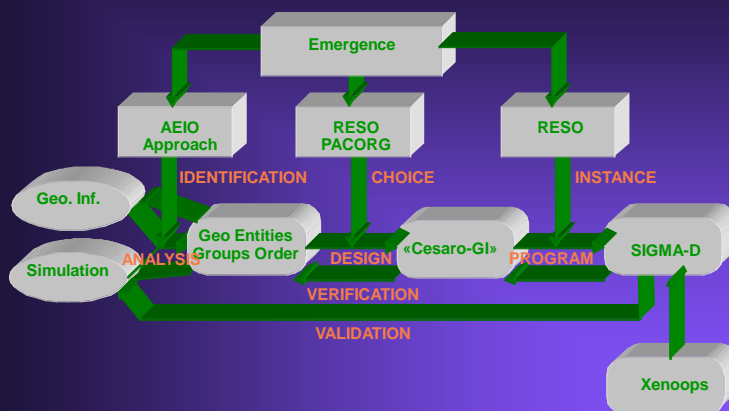 Emergence
AEIO
Approach
RESO
PACORG
RESO
IDENTIFICATION
CHOICE
INSTANCE
Geo. Inf.
Geo Entities
Groups Order
«Cesaro-GI»
SIGMA-D
Simulation
ANALYSIS
DESIGN
PROGRAM
VERIFICATION
VALIDATION
Xenoops